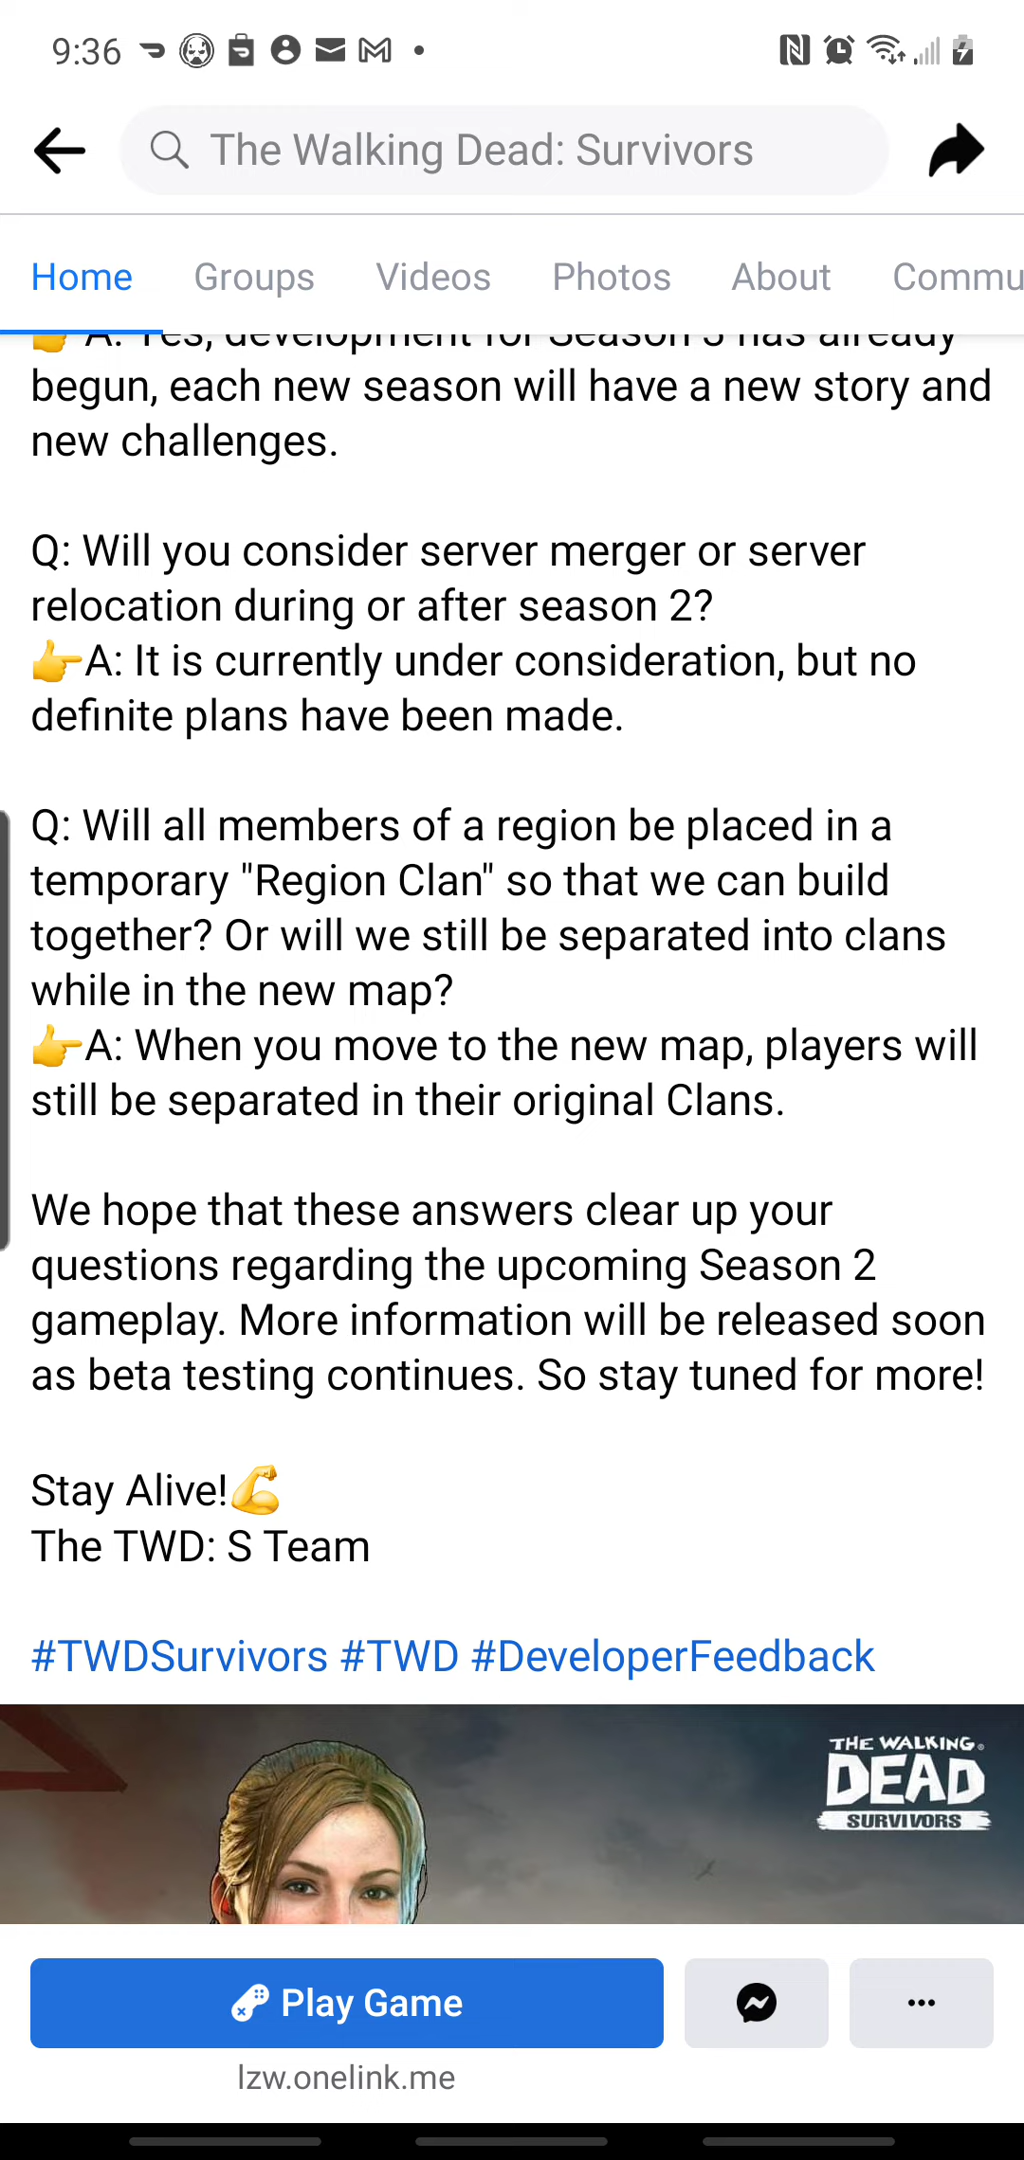 9:36
The Walking Dead: Survivors
Home Groups Videos Photos About Commu
👉A: Yes, development for Season 3 has already
begun, each new season will have a new story and
new challenges.
Q: Will you consider server merger or server
relocation during or after season 2?
👉A: It is currently under consideration, but no
definite plans have been made.
Q: Will all members of a region be placed in a
temporary "Region Clan" so that we can build
together? Or will we still be separated into clans
while in the new map?
👉A: When you move to the new map, players will
still be separated in their original Clans.
We hope that these answers clear up your
questions regarding the upcoming Season 2
gameplay. More information will be released soon
as beta testing continues. So stay tuned for more!
Stay Alive!💪
The TWD: S Team
#TWDSurvivors #TWD #DeveloperFeedback
THE WALKING
DEAD
SURVIVORS
Play Game
lzw.onelink.me